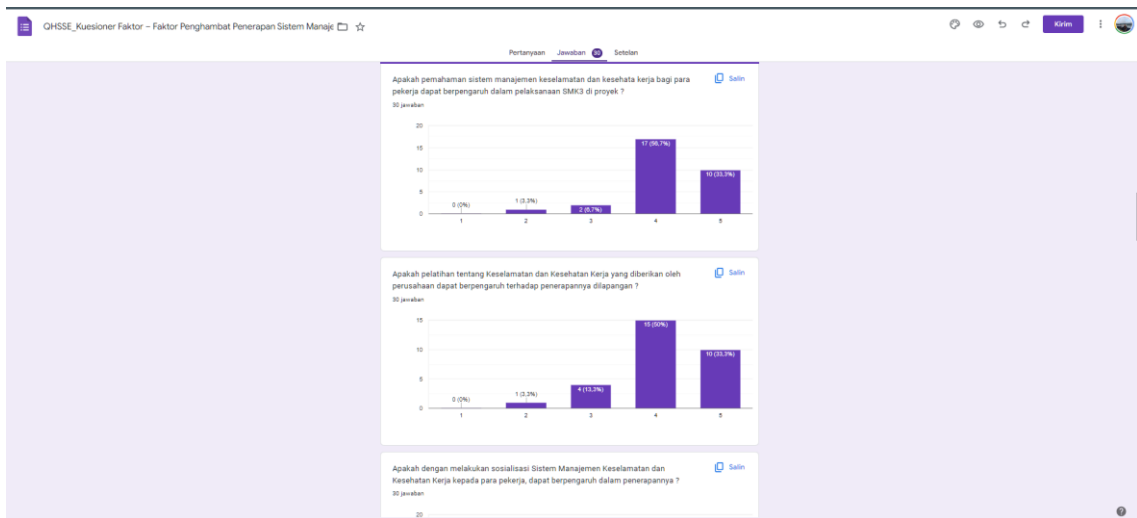 QHSSE_Kuesioner Faktor – Faktor Penghambat Penerapan Sistem Manaje
Kirim
Pertanyaan Jawaban 30 Setelan
Apakah pemahaman sistem manajemen keselamatan dan kesehata kerja bagi para
pekerja dapat berpengaruh dalam pelaksanaan SMK3 di proyek ?
Salin
30 jawaban
20
15
10
5
0
0 (0%)
1 (3,3%)
2 (6,7%)
17 (56,7%)
10 (33,3%)
1 2 3 4 5
Apakah pelatihan tentang Keselamatan dan Kesehatan Kerja yang diberikan oleh
perusahaan dapat berpengaruh terhadap penerapannya dilapangan ?
Salin
30 jawaban
15
10
5
0
0 (0%)
1 (3,3%)
4 (13,3%)
15 (50%)
10 (33,3%)
1 2 3 4 5
Apakah dengan melakukan sosialisasi Sistem Manajemen Keselamatan dan
Kesehatan Kerja kepada para pekerja, dapat berpengaruh dalam penerapannya ?
Salin
30 jawaban
20